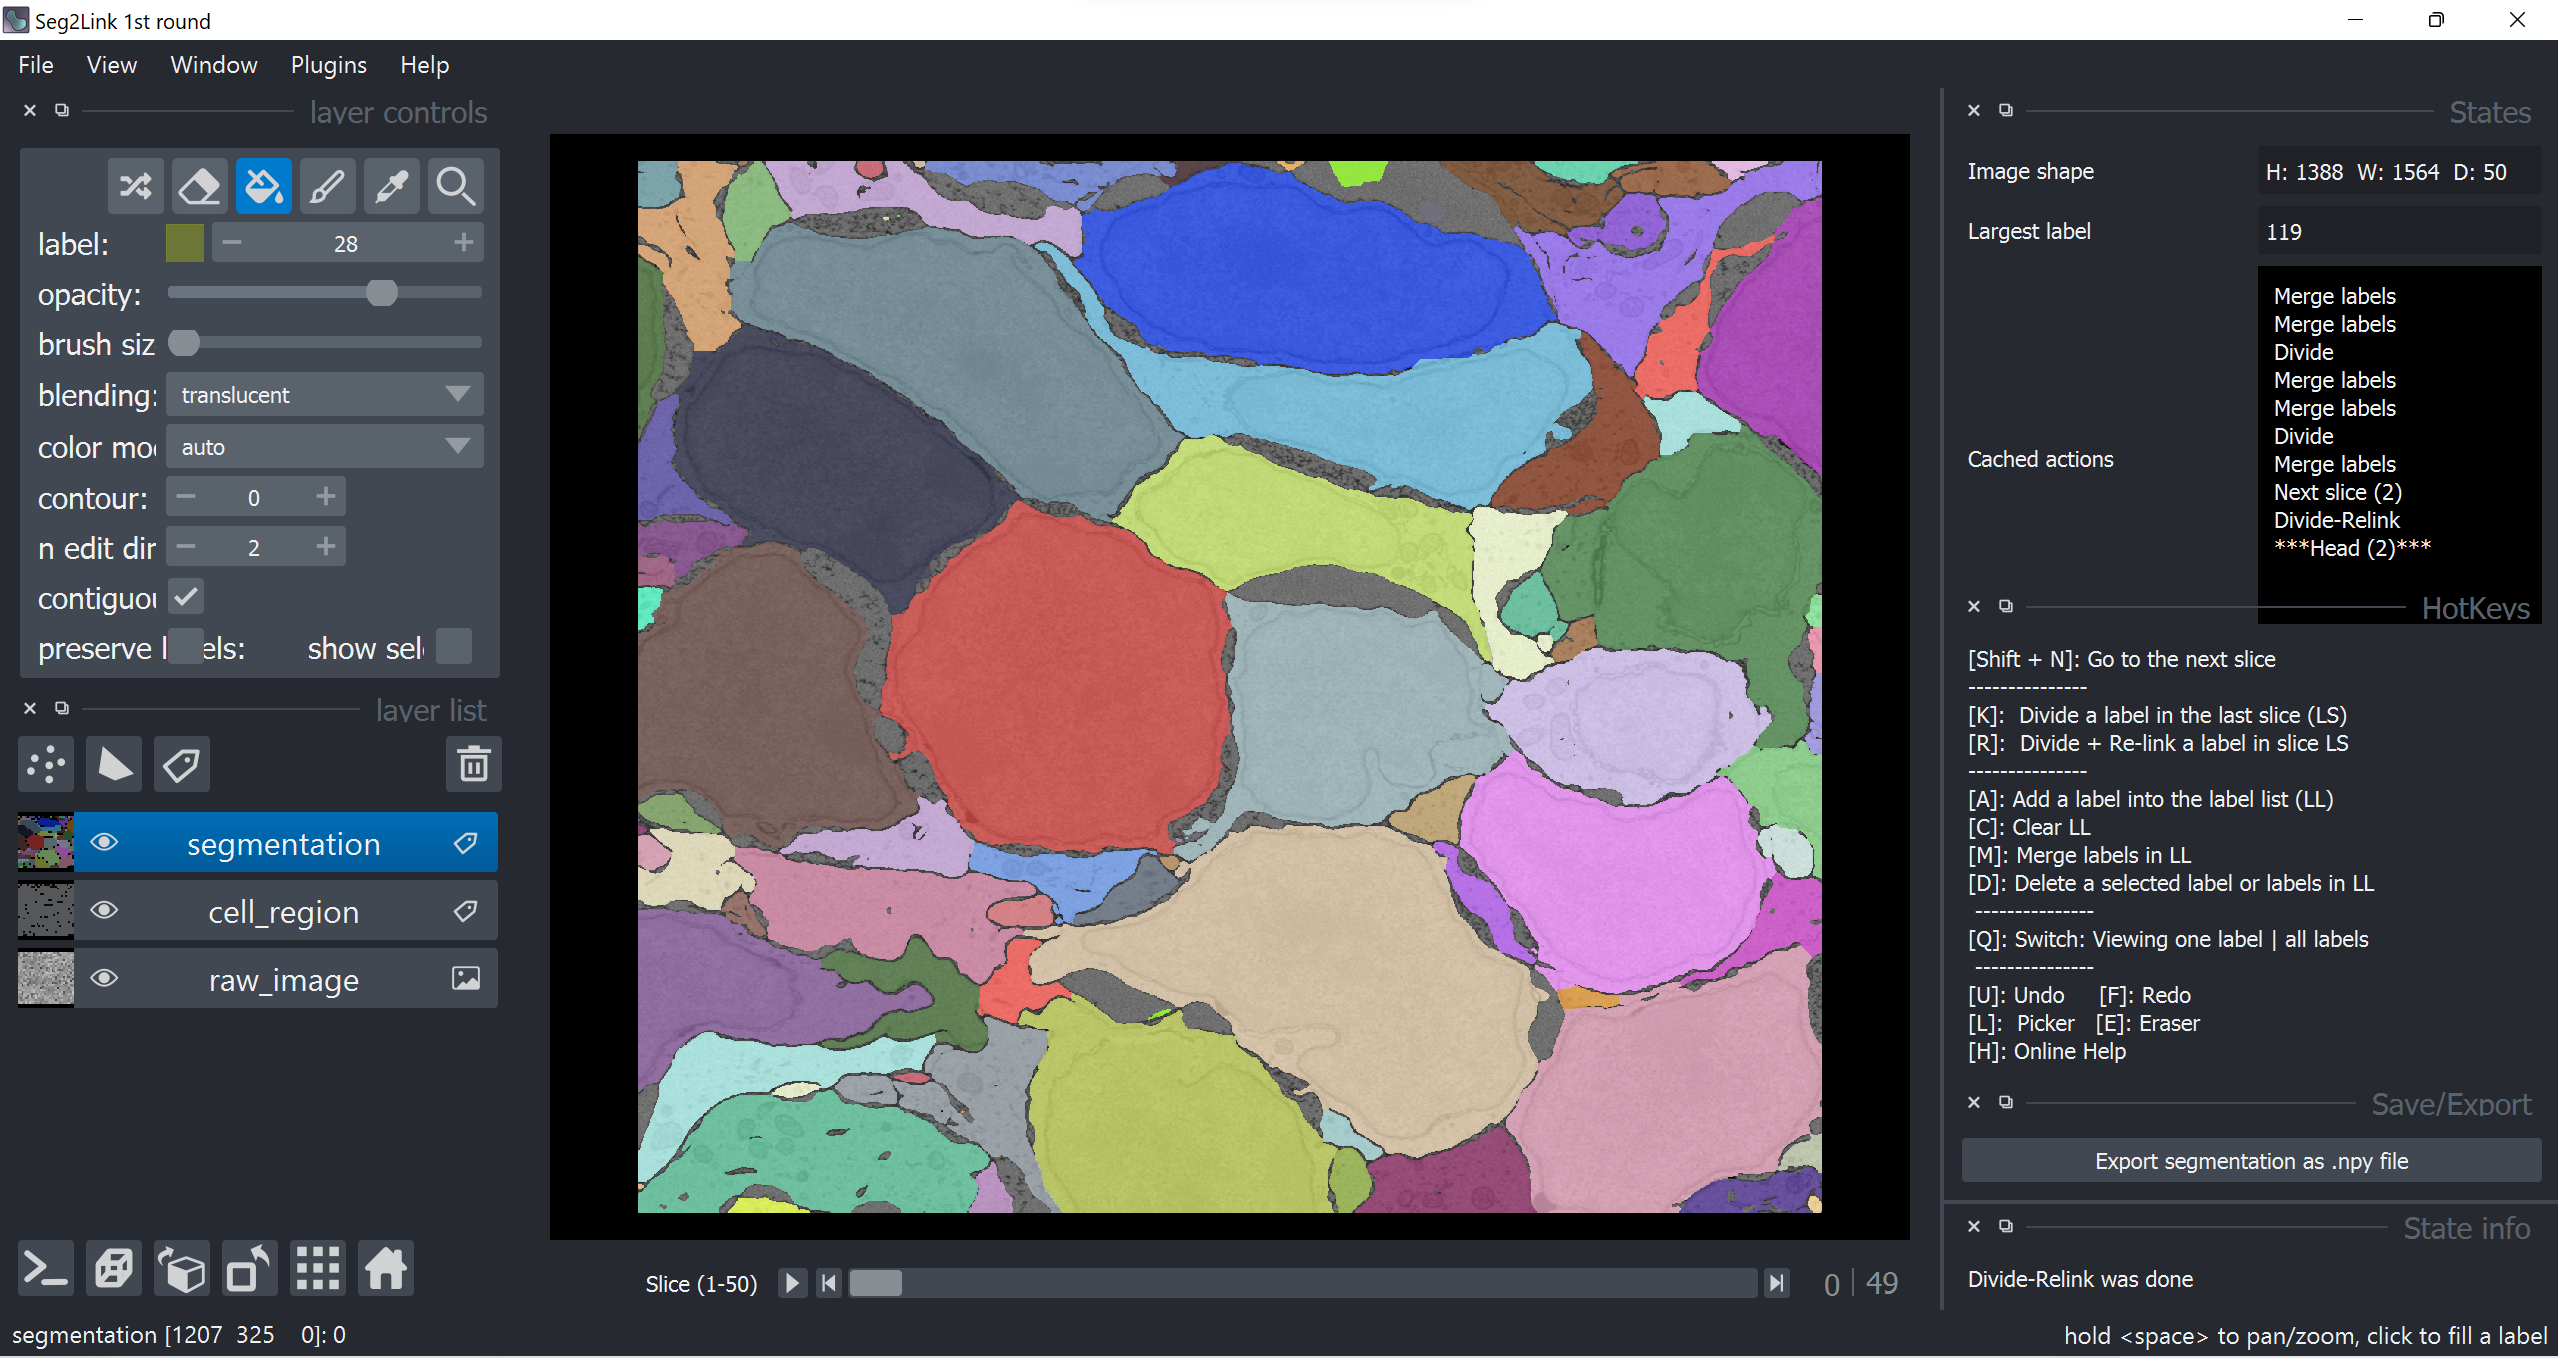 Seg2Link 1st round
File View Window Plugins Help
layer controls
label: 28
opacity:
brush siz
blending: translucent
color mo auto
contour: 0
n edit dir 2
contiguou
preserve l els: show sel
layer list
segmentation
cell_region
raw_image
Slice (1-50) 0 49
segmentation [1207 325 0]: 0
States
Image shape H: 1388 W: 1564 D: 50
Largest label 119
Cached actions
Merge labels
Merge labels
Divide
Merge labels
Merge labels
Divide
Merge labels
Next slice (2)
Divide-Relink
***Head (2)***
HotKeys
[Shift + N]: Go to the next slice
---------------
[K]: Divide a label in the last slice (LS)
[R]: Divide + Re-link a label in slice LS
---------------
[A]: Add a label into the label list (LL)
[C]: Clear LL
[M]: Merge labels in LL
[D]: Delete a selected label or labels in LL
---------------
[Q]: Switch: Viewing one label | all labels
---------------
[U]: Undo [F]: Redo
[L]: Picker [E]: Eraser
[H]: Online Help
Save/Export
Export segmentation as .npy file
State info
Divide-Relink was done
hold <space> to pan/zoom, click to fill a label